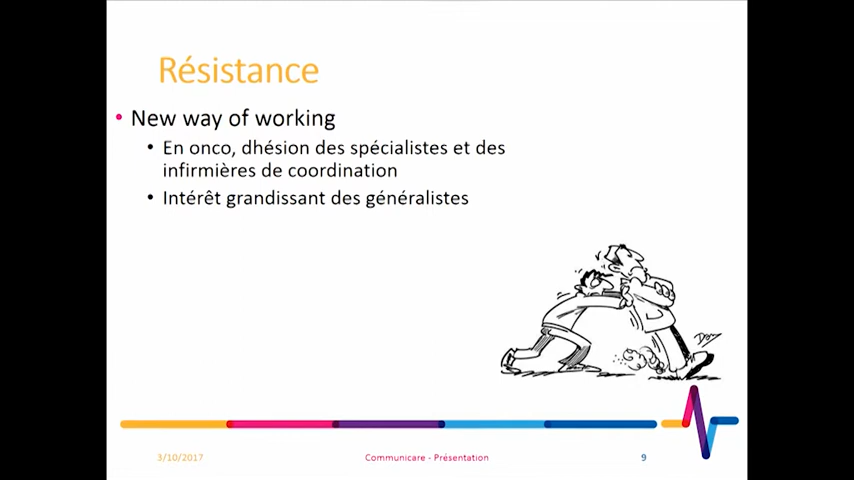 Résistance
• New way of working
• En onco, dhésion des spécialistes et des
infirmières de coordination
• Intérêt grandissant des généralistes
3/10/2017
Communicare - Présentation
9